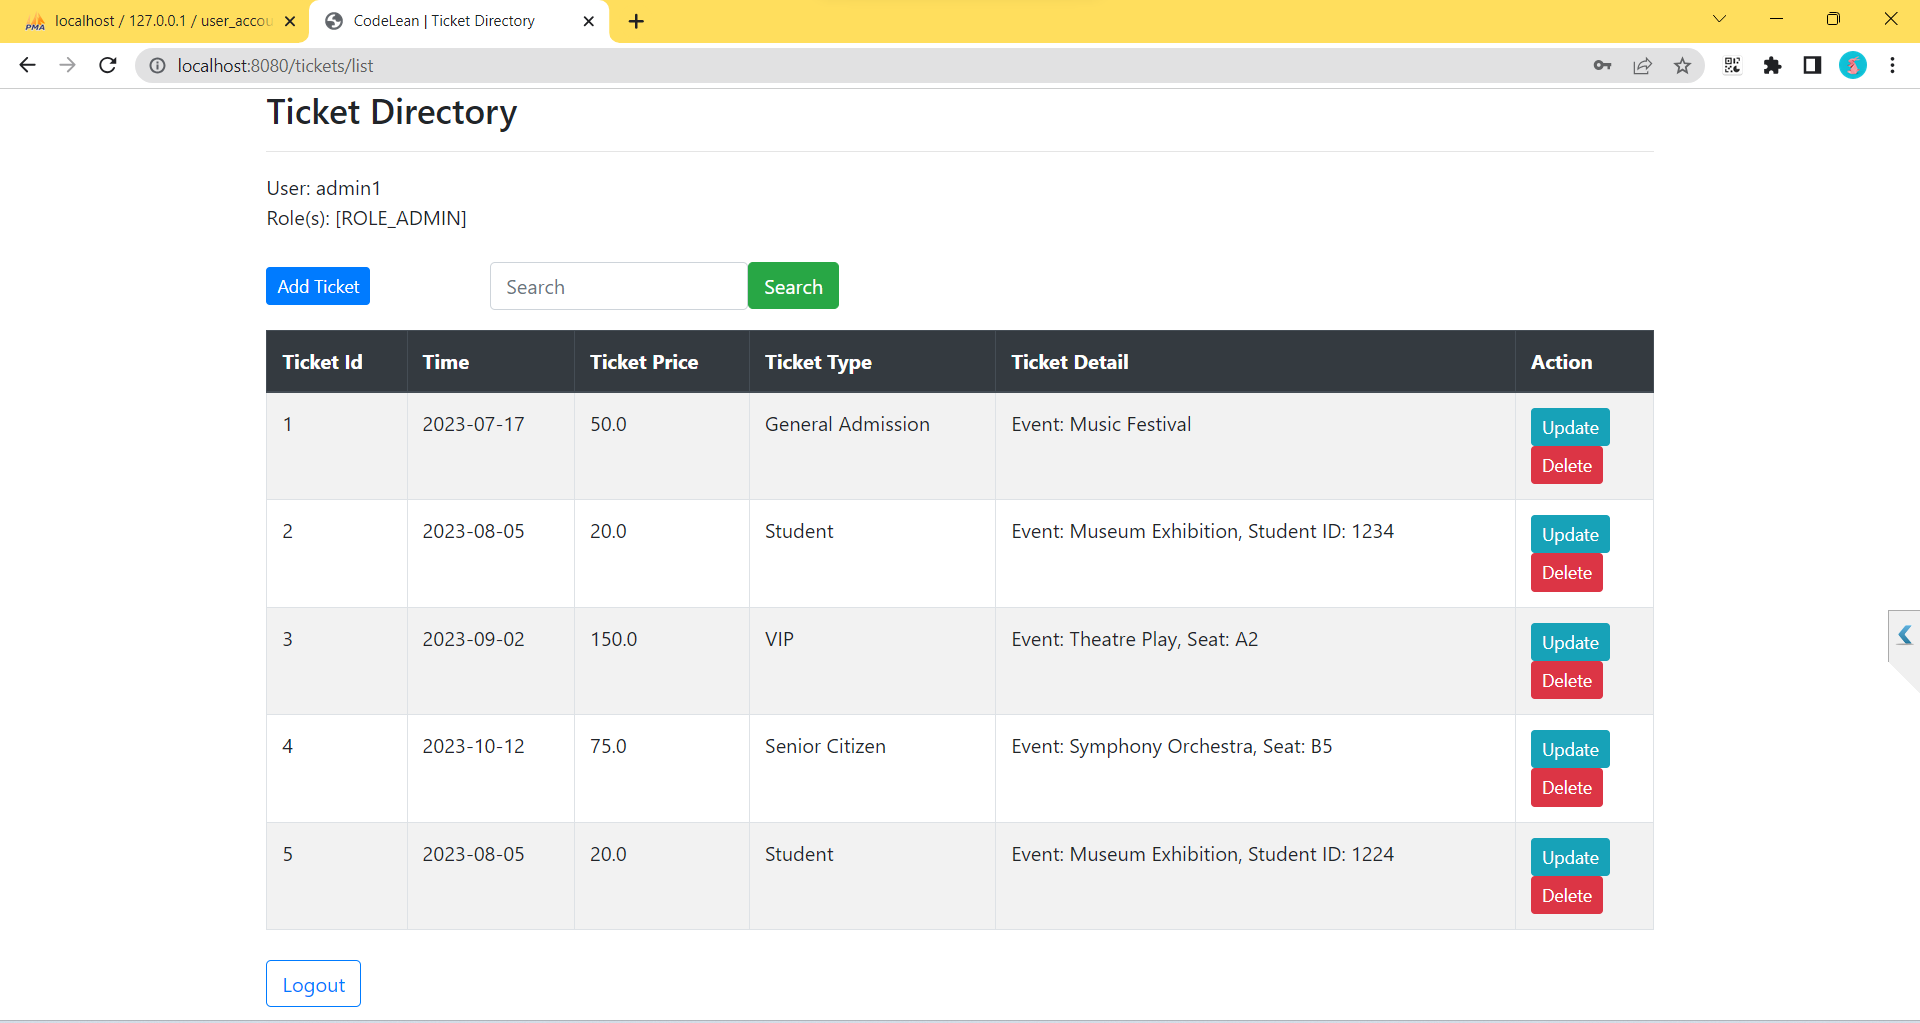 localhost / 127.0.0.1 / user_accou
CodeLean | Ticket Directory
localhost:8080/tickets/list
Ticket Directory
User: admin1
Role(s): [ROLE_ADMIN]
Add Ticket Search Search
Ticket Id Time Ticket Price Ticket Type Ticket Detail Action
1 2023-07-17 50.0 General Admission Event: Music Festival Update
Delete
2 2023-08-05 20.0 Student Event: Museum Exhibition, Student ID: 1234 Update
Delete
3 2023-09-02 150.0 VIP Event: Theatre Play, Seat: A2 Update
Delete
4 2023-10-12 75.0 Senior Citizen Event: Symphony Orchestra, Seat: B5 Update
Delete
5 2023-08-05 20.0 Student Event: Museum Exhibition, Student ID: 1224 Update
Delete
Logout